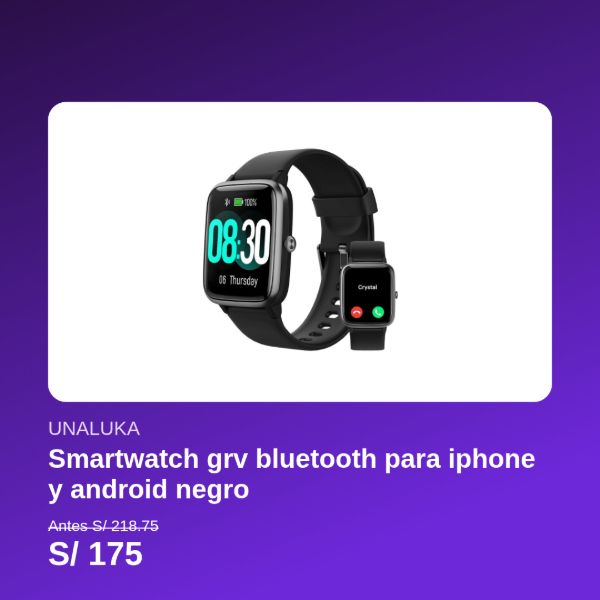 100%
08:30
06 Thursday
Crystal
UNALUKA
Smartwatch grv bluetooth para iphone
y android negro
Antes S/ 218.75
S/ 175